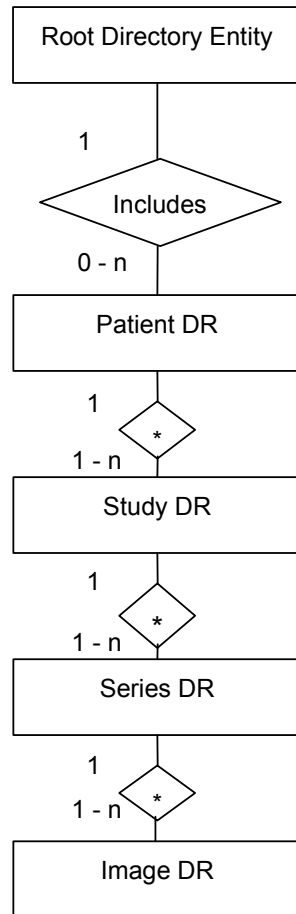 Root Directory Entity
1
Includes
0 - n
Patient DR
1
*
1 - n
Study DR
1
*
1 - n
Series DR
1
*
1 - n
Image DR